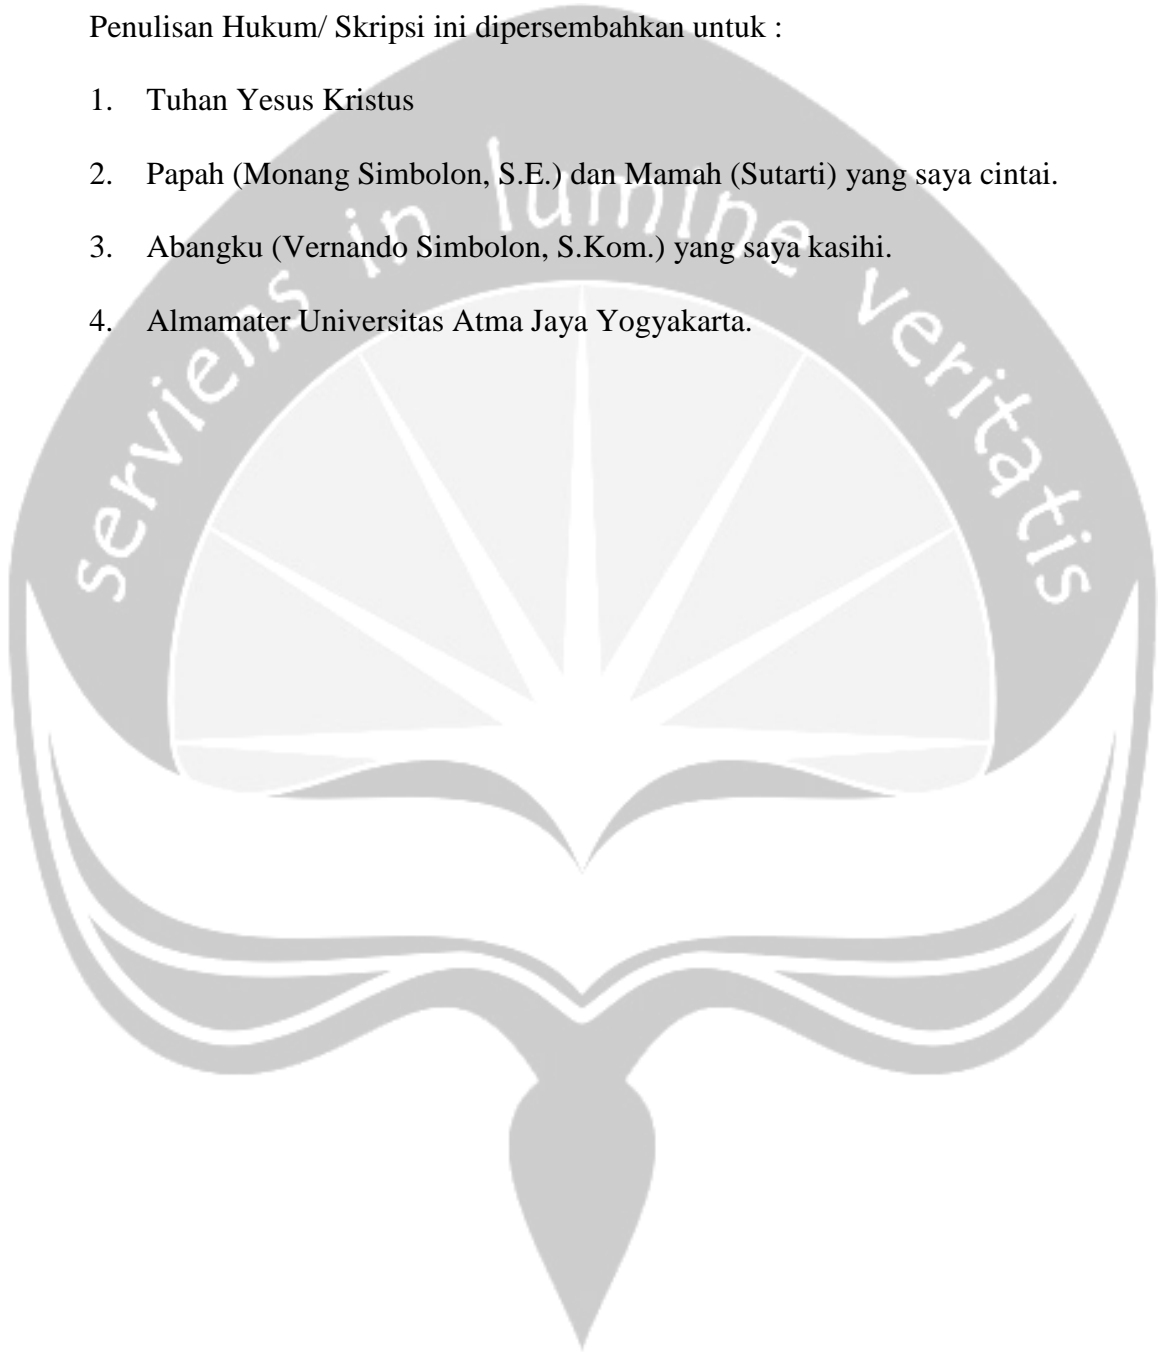 Penulisan Hukum/ Skripsi ini dipersembahkan untuk :
1. Tuhan Yesus Kristus
2. Papah (Monang Simbolon, S.E.) dan Mamah (Sutarti) yang saya cintai.
3. Abangku (Vernando Simbolon, S.Kom.) yang saya kasihi.
4. Almamater Universitas Atma Jaya Yogyakarta.
serviens in lumine veritatis